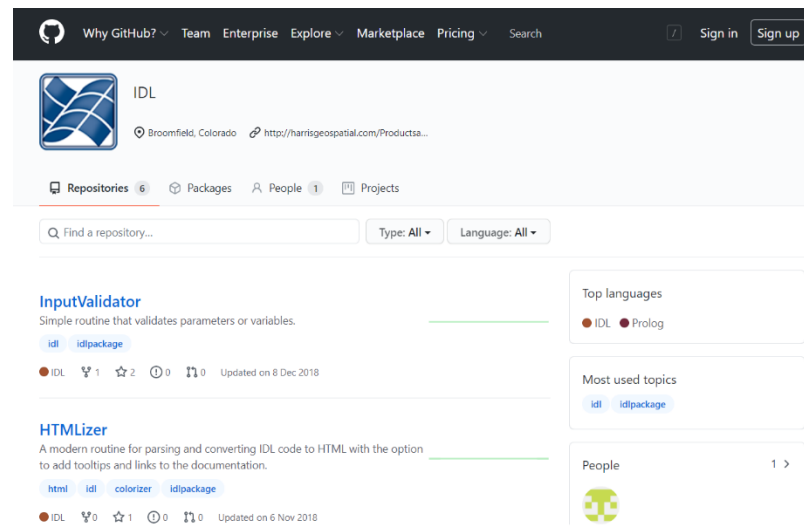 Why GitHub? Team Enterprise Explore Marketplace Pricing Search / Sign in Sign up
IDL
Broomfield, Colorado http://harrisgeospatial.com/Productsa...
Repositories 6 Packages People 1 Projects
Find a repository... Type: All Language: All
InputValidator
Simple routine that validates parameters or variables.
idl idlpackage
IDL 1 2 0 0 Updated on 8 Dec 2018
HTMLizer
A modern routine for parsing and converting IDL code to HTML with the option
to add tooltips and links to the documentation.
html idl colorizer idlpackage
IDL 0 1 0 0 Updated on 6 Nov 2018
Top languages
IDL Prolog
Most used topics
idl idlpackage
People 1 >